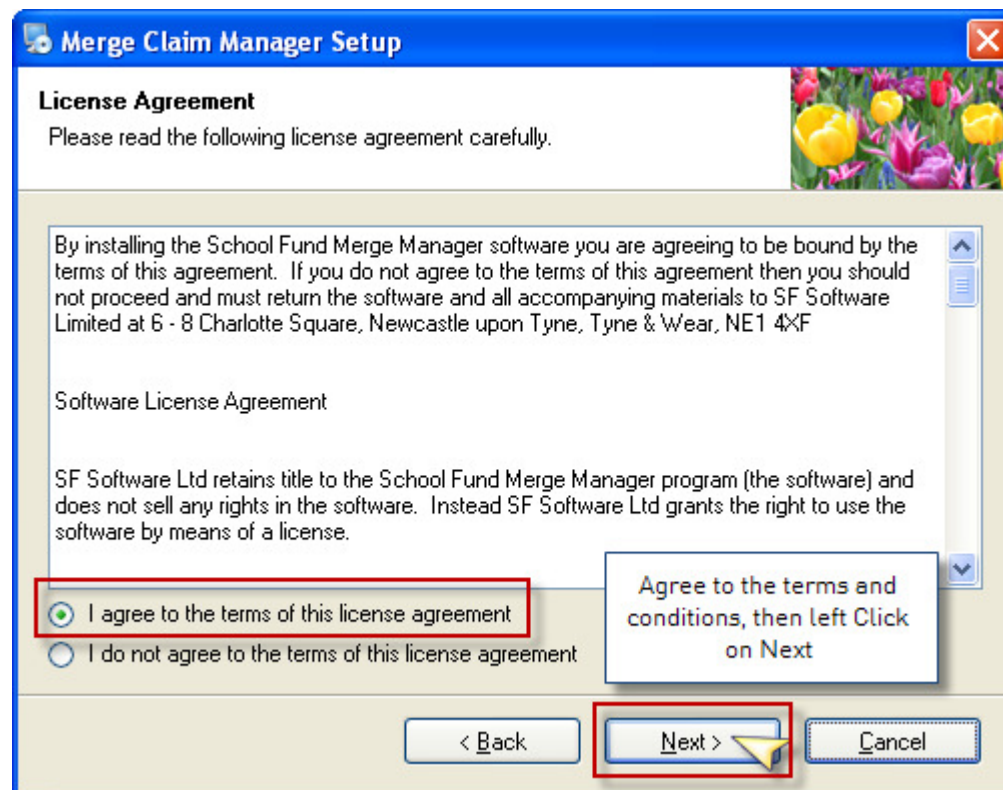 Merge Claim Manager Setup
License Agreement
Please read the following license agreement carefully.
By installing the School Fund Merge Manager software you are agreeing to be bound by the
terms of this agreement.  If you do not agree to the terms of this agreement then you should
not proceed and must return the software and all accompanying materials to SF Software
Limited at 6 - 8 Charlotte Square, Newcastle upon Tyne, Tyne & Wear, NE1 4XF
Software License Agreement
SF Software Ltd retains title to the School Fund Merge Manager program (the software) and
does not sell any rights in the software.  Instead SF Software Ltd grants the right to use the
software by means of a license.
I agree to the terms of this license agreement
I do not agree to the terms of this license agreement
Agree to the terms and
conditions, then left Click
on Next
< Back
Next >
Cancel